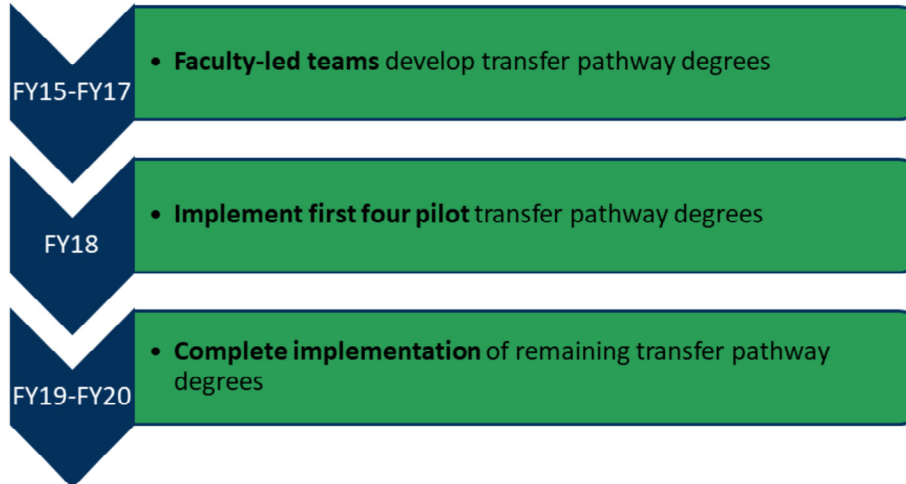 FY15-FY17
• Faculty-led teams develop transfer pathway degrees
FY18
• Implement first four pilot transfer pathway degrees
FY19-FY20
• Complete implementation of remaining transfer pathway
degrees